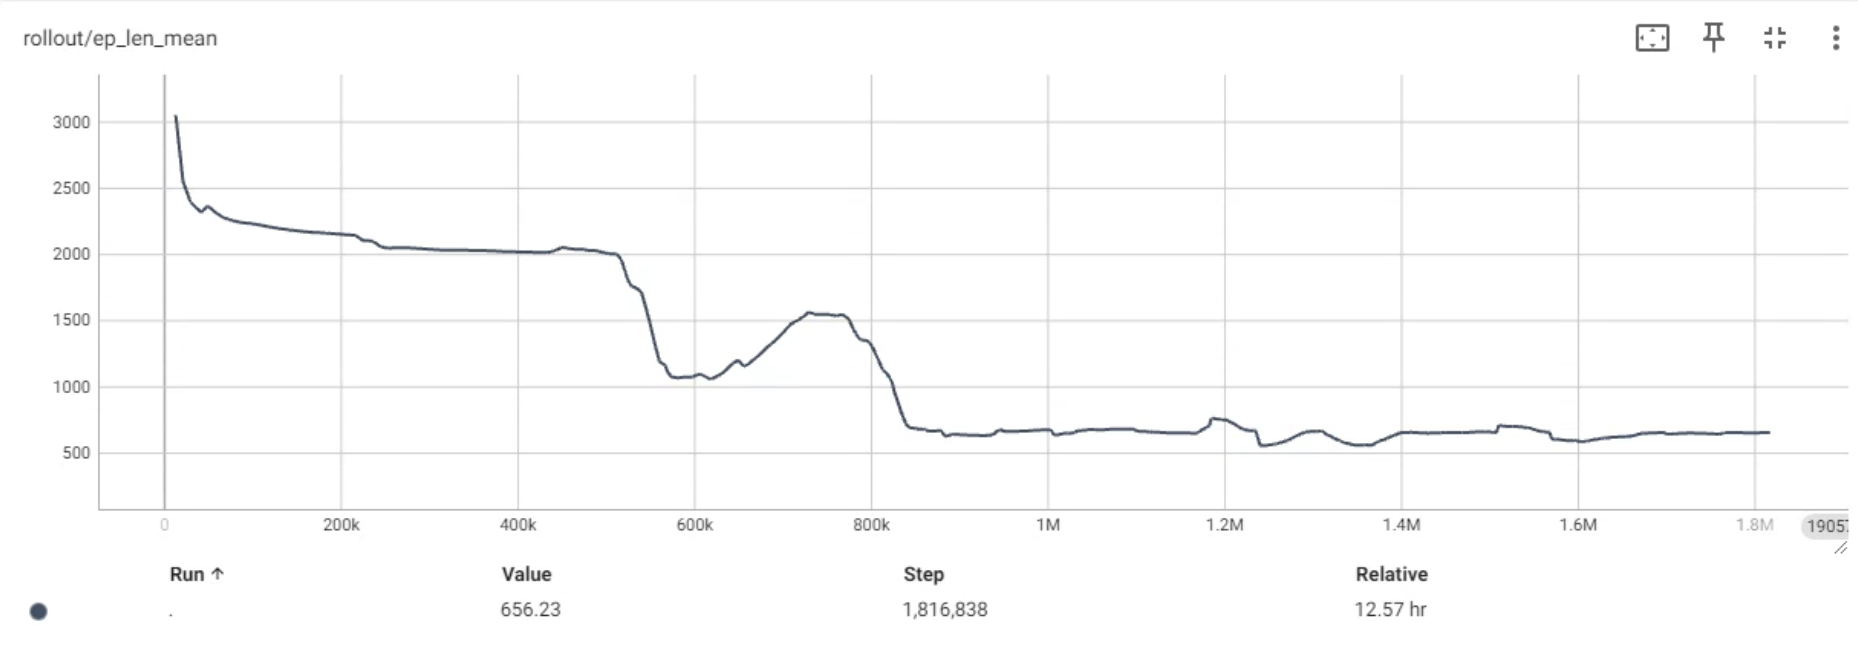 rollout/ep_len_mean
3000
2500
2000
1500
1000
500
0 200k 400k 600k 800k 1M 1.2M 1.4M 1.6M 1.8M 19057
Run ↑ Value Step Relative
. 656.23 1,816,838 12.57 hr